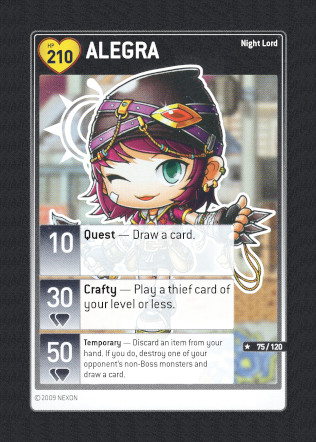 HP
210
ALEGRA
Night Lord
10
Quest — Draw a card.
30
Crafty — Play a thief card of
your level or less.
50
Temporary — Discard an item from your
hand. If you do, destroy one of your
opponent's non-Boss monsters and
draw a card.
★ 75/120
©2009 NEXON